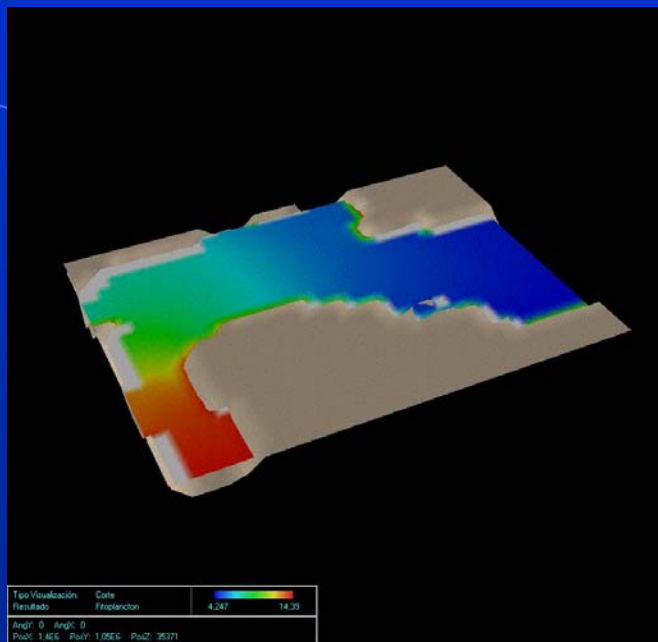 Tipo Visualización: Corte
Resultado Fitoplancton
4,247 14,39
AngY: 0 AngX: 0
PosX: 1,4E6 PosY: 1,05E6 PosZ: 35371